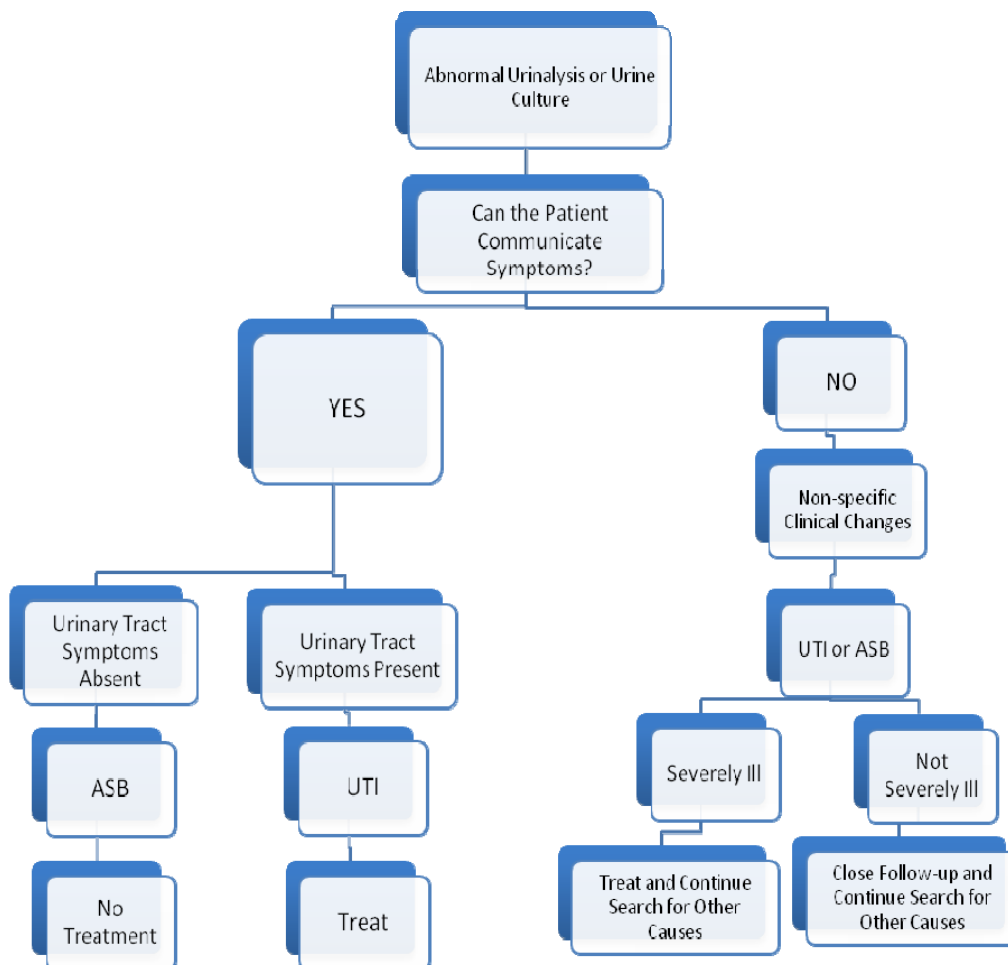 Abnormal Urinalysis or Urine
Culture
Can the Patient
Communicate
Symptoms?
YES
NO
Non-specific
Clinical Changes
Urinary Tract
Symptoms
Absent
Urinary Tract
Symptoms Present
UTI or ASB
ASB
UTI
Severely Ill
Not
Severely Ill
No
Treatment
Treat
Treat and Continue
Search for Other
Causes
Close Follow-up and
Continue Search for
Other Causes